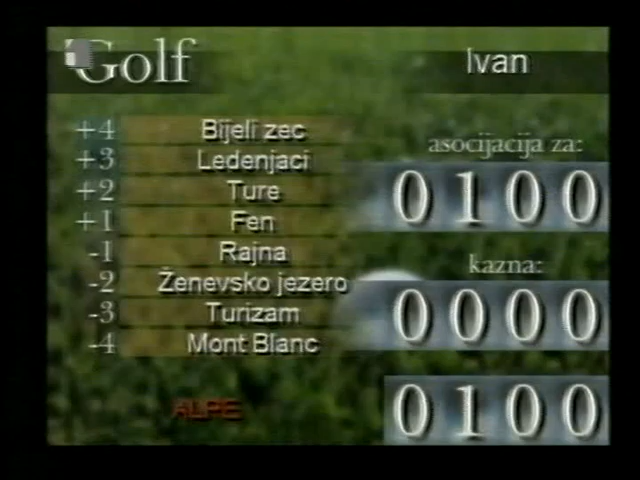 Golf
Ivan
+4 Bijeli zec
+3 Ledenjaci
+2 Ture
+1 Fen
-1 Rajna
-2 Ženevsko jezero
-3 Turizam
-4 Mont Blanc
ALPE
asocijacija za:
0100
kazna:
0000
0100